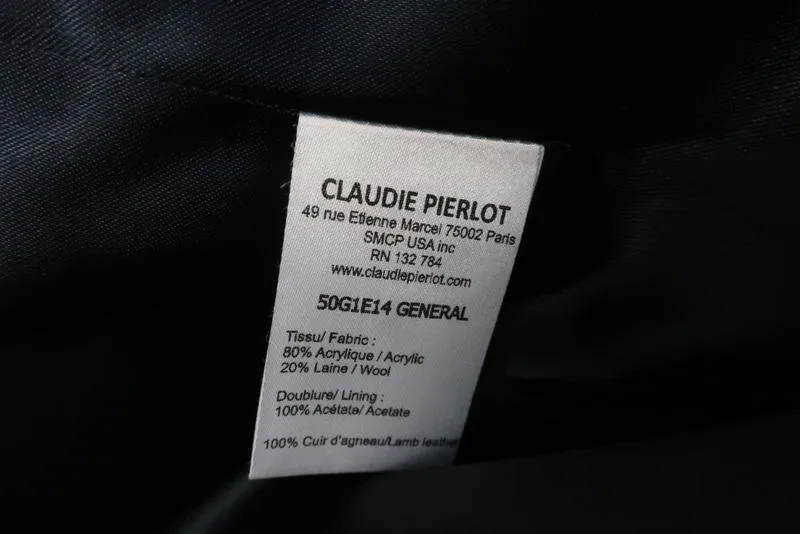 CLAUDIE PIERLOT
49 rue Etienne Marcel 75002 Paris
SMCP USA inc
RN 132 784
www.claudiepierlot.com
50G1E14 GENERAL
Tissu/ Fabric :
80% Acrylique / Acrylic
20% Laine / Wool
Doublure/ Lining :
100% Acétate/ Acetate
100% Cuir d'agneau/Lamb leather